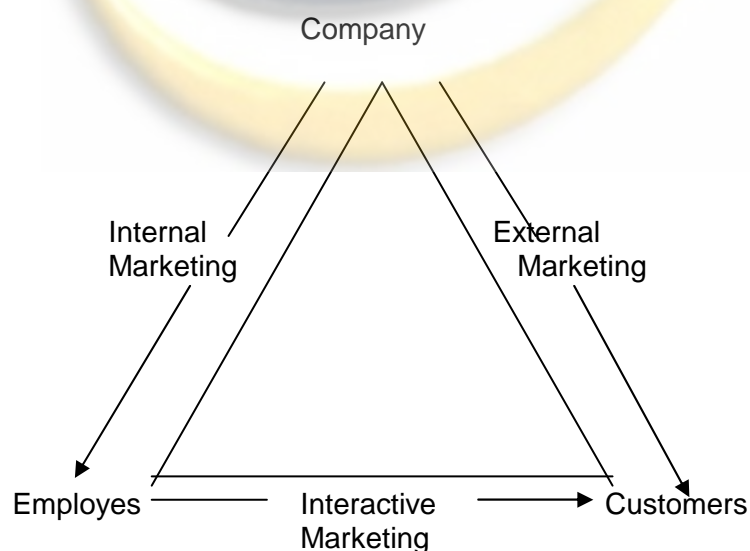 Company
Internal
Marketing
External
Marketing
Employes
Interactive
Marketing
Customers